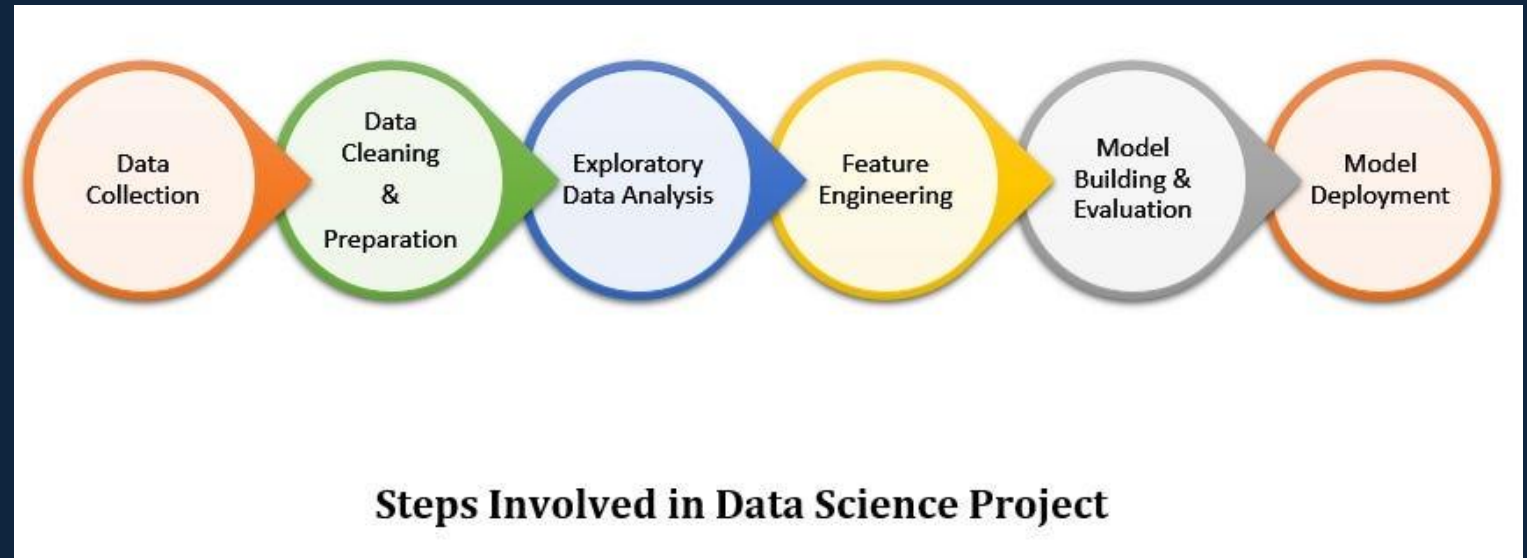 Data
Collection
Data
Cleaning
&
Preparation
Exploratory
Data Analysis
Feature
Engineering
Model
Building &
Evaluation
Model
Deployment
Steps Involved in Data Science Project